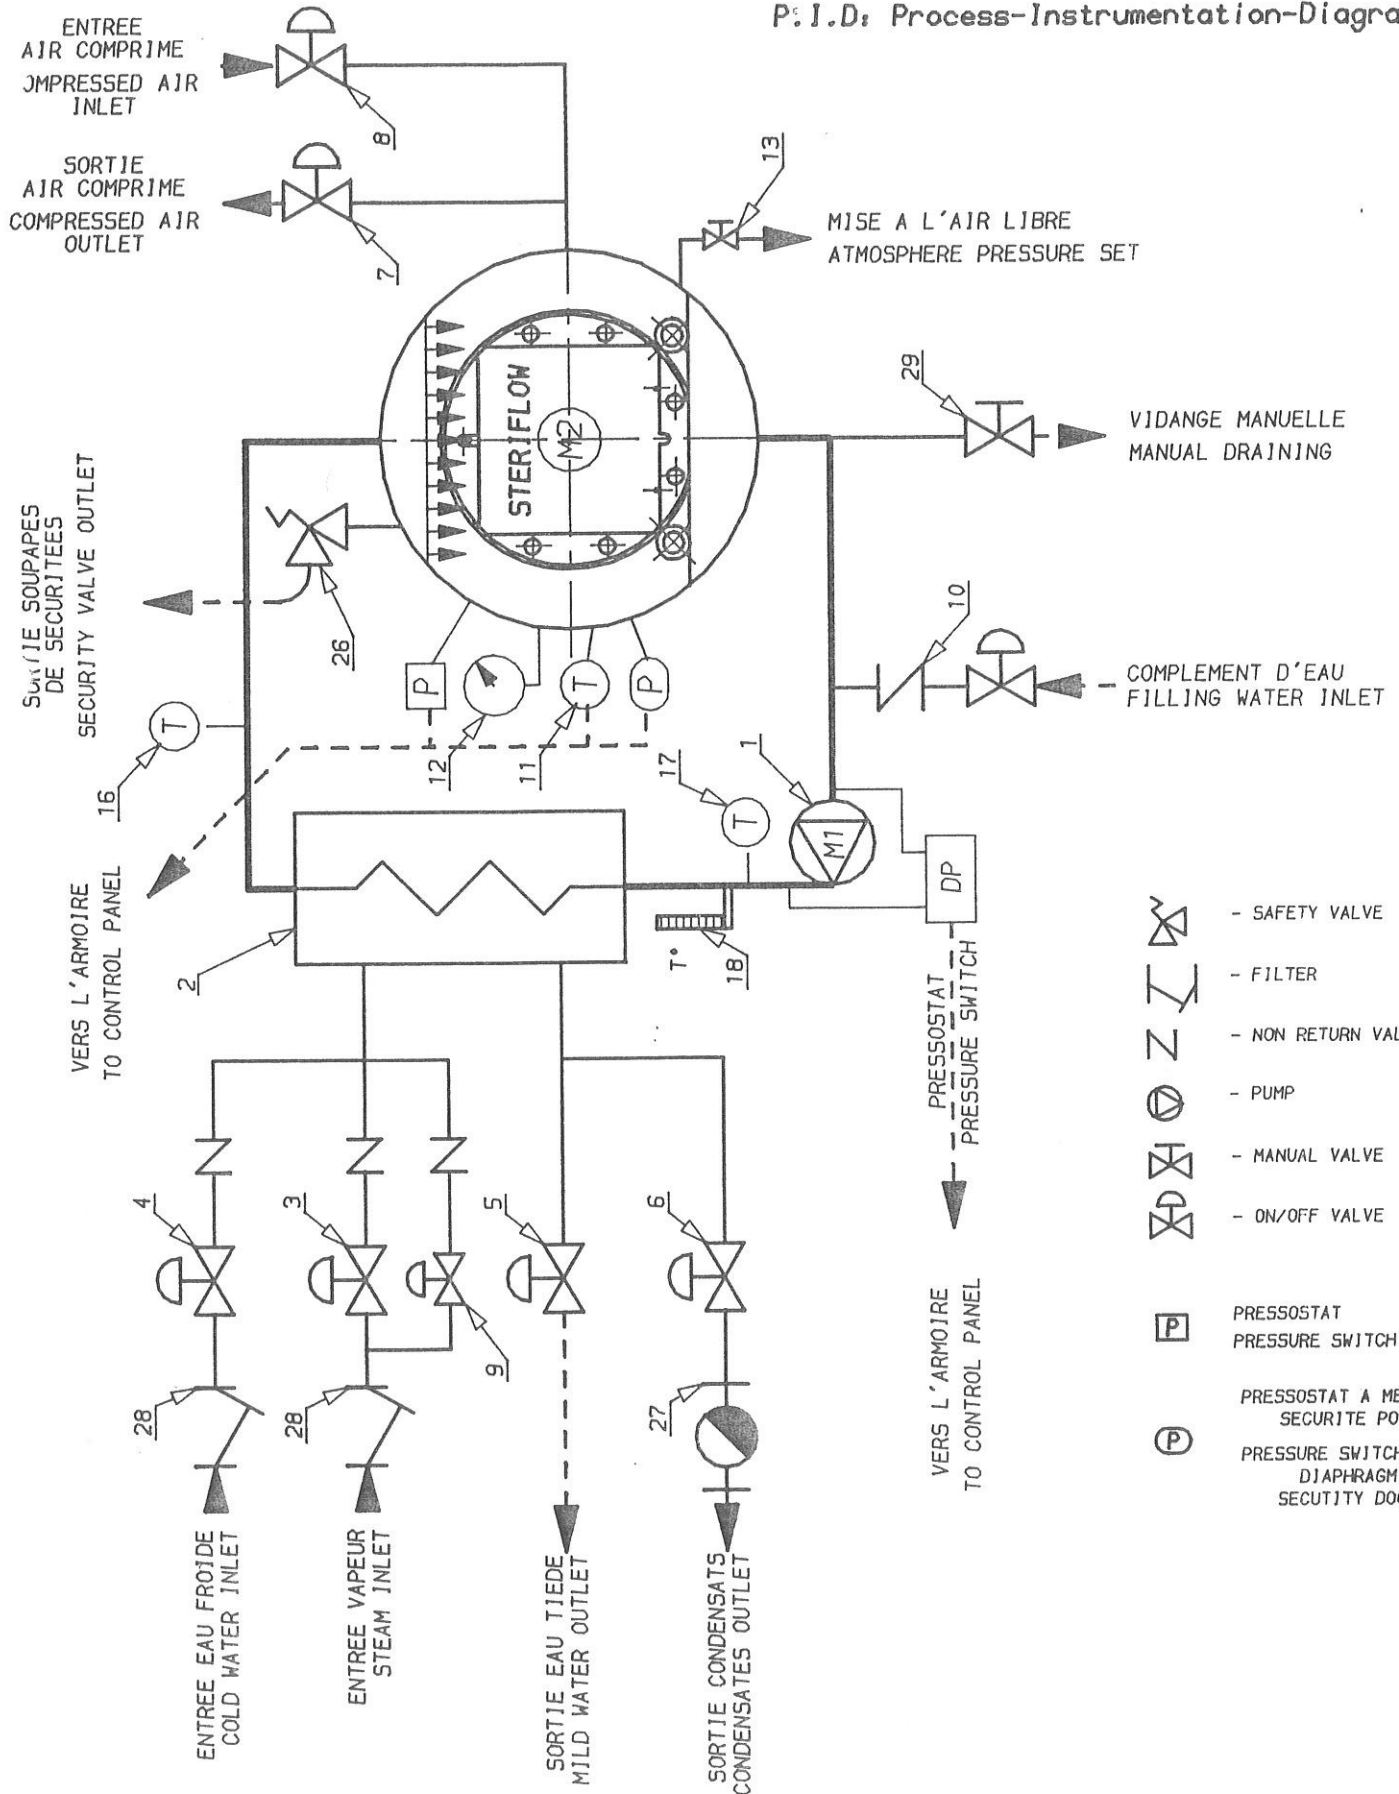 P.I.D: Process-Instrumentation-Diagra
ENTREE
AIR COMPRIME
OMPRESSED AIR
INLET
8
SORTIE
AIR COMPRIME
COMPRESSED AIR
OUTLET
7
13
MISE A L'AIR LIBRE
ATMOSPHERE PRESSURE SET
STERIFLOW
M2
29
VIDANGE MANUELLE
MANUAL DRAINING
SOUPAPES
DE SECURITEES
SECURITY VALVE OUTLET
26
10
COMPLEMENT D'EAU
FILLING WATER INLET
P
12
T
11
P
T
16
T
17
1
M1
DP
VERS L'ARMOIRE
TO CONTROL PANEL
2
T°
18
PRESSOSTAT
PRESSURE SWITCH
VERS L'ARMOIRE
TO CONTROL PANEL
4
3
9
5
6
28
28
27
ENTREE EAU FROIDE
COLD WATER INLET
ENTREE VAPEUR
STEAM INLET
SORTIE EAU TIEDE
MILD WATER OUTLET
SORTIE CONDENSATS
CONDENSATES OUTLET
- SAFETY VALVE
- FILTER
- NON RETURN VAL
- PUMP
- MANUAL VALVE
- ON/OFF VALVE
P
PRESSOSTAT
PRESSURE SWITCH
P
PRESSOSTAT A ME
SECURITE PO
PRESSURE SWITCH
DIAPHRAGM
SECUTITY DOO